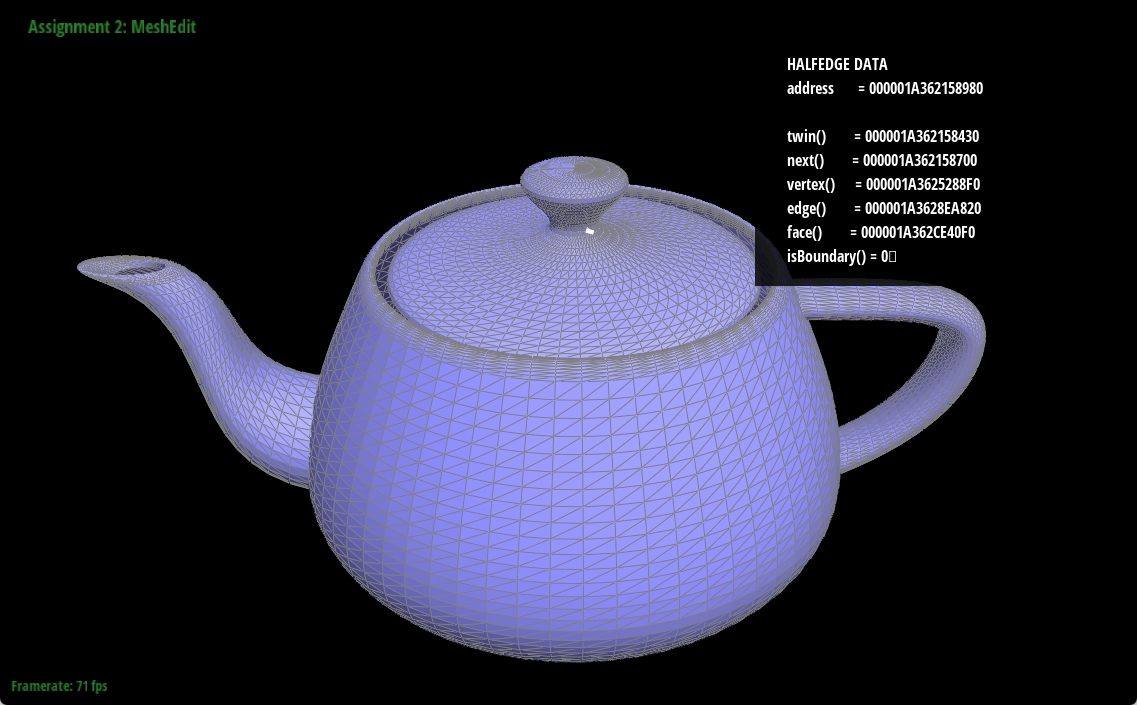 Assignment 2: MeshEdit
HALFEDGE DATA
address = 000001A362158980
twin() = 000001A362158430
next() = 000001A362158700
vertex() = 000001A3625288F0
edge() = 000001A3628EA820
face() = 000001A362CE40F0
isBoundary() = 0▯
Framerate: 71 fps